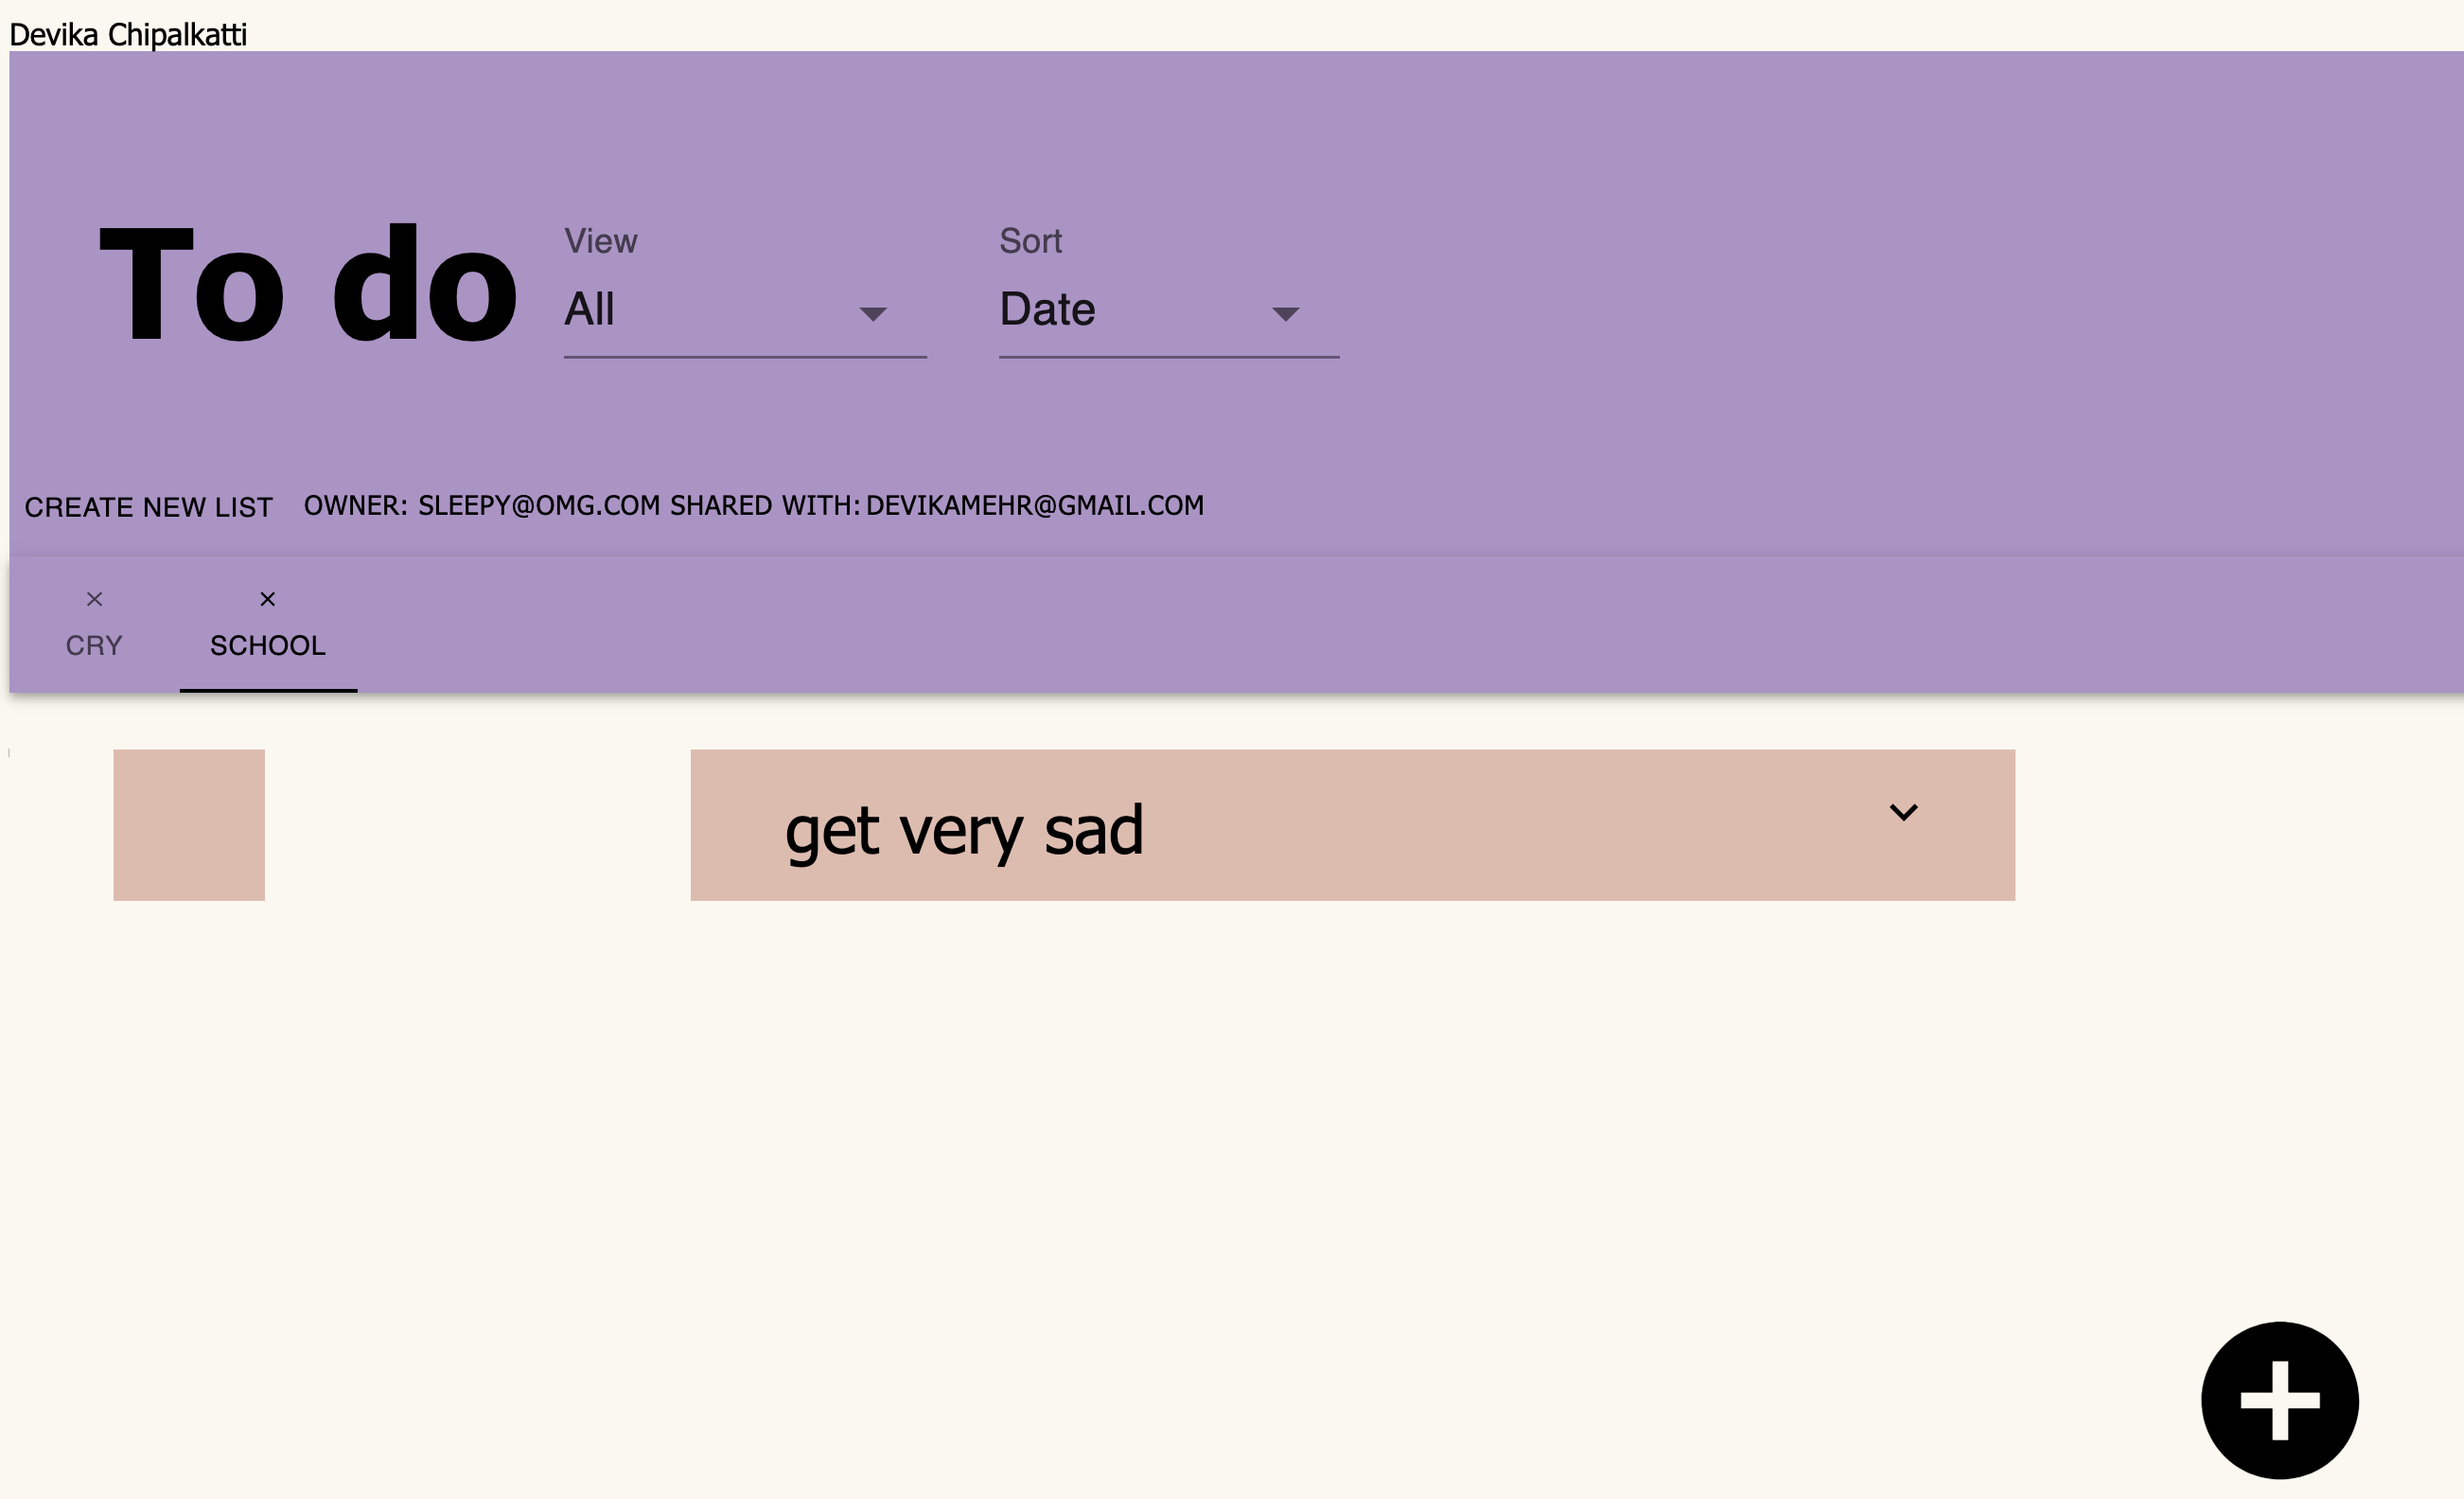 Devika Chipalkatti
To do
View
All
Sort
Date
CREATE NEW LIST
OWNER: SLEEPY@OMG.COM SHARED WITH: DEVIKAMEHR@GMAIL.COM
CRY
SCHOOL
get very sad